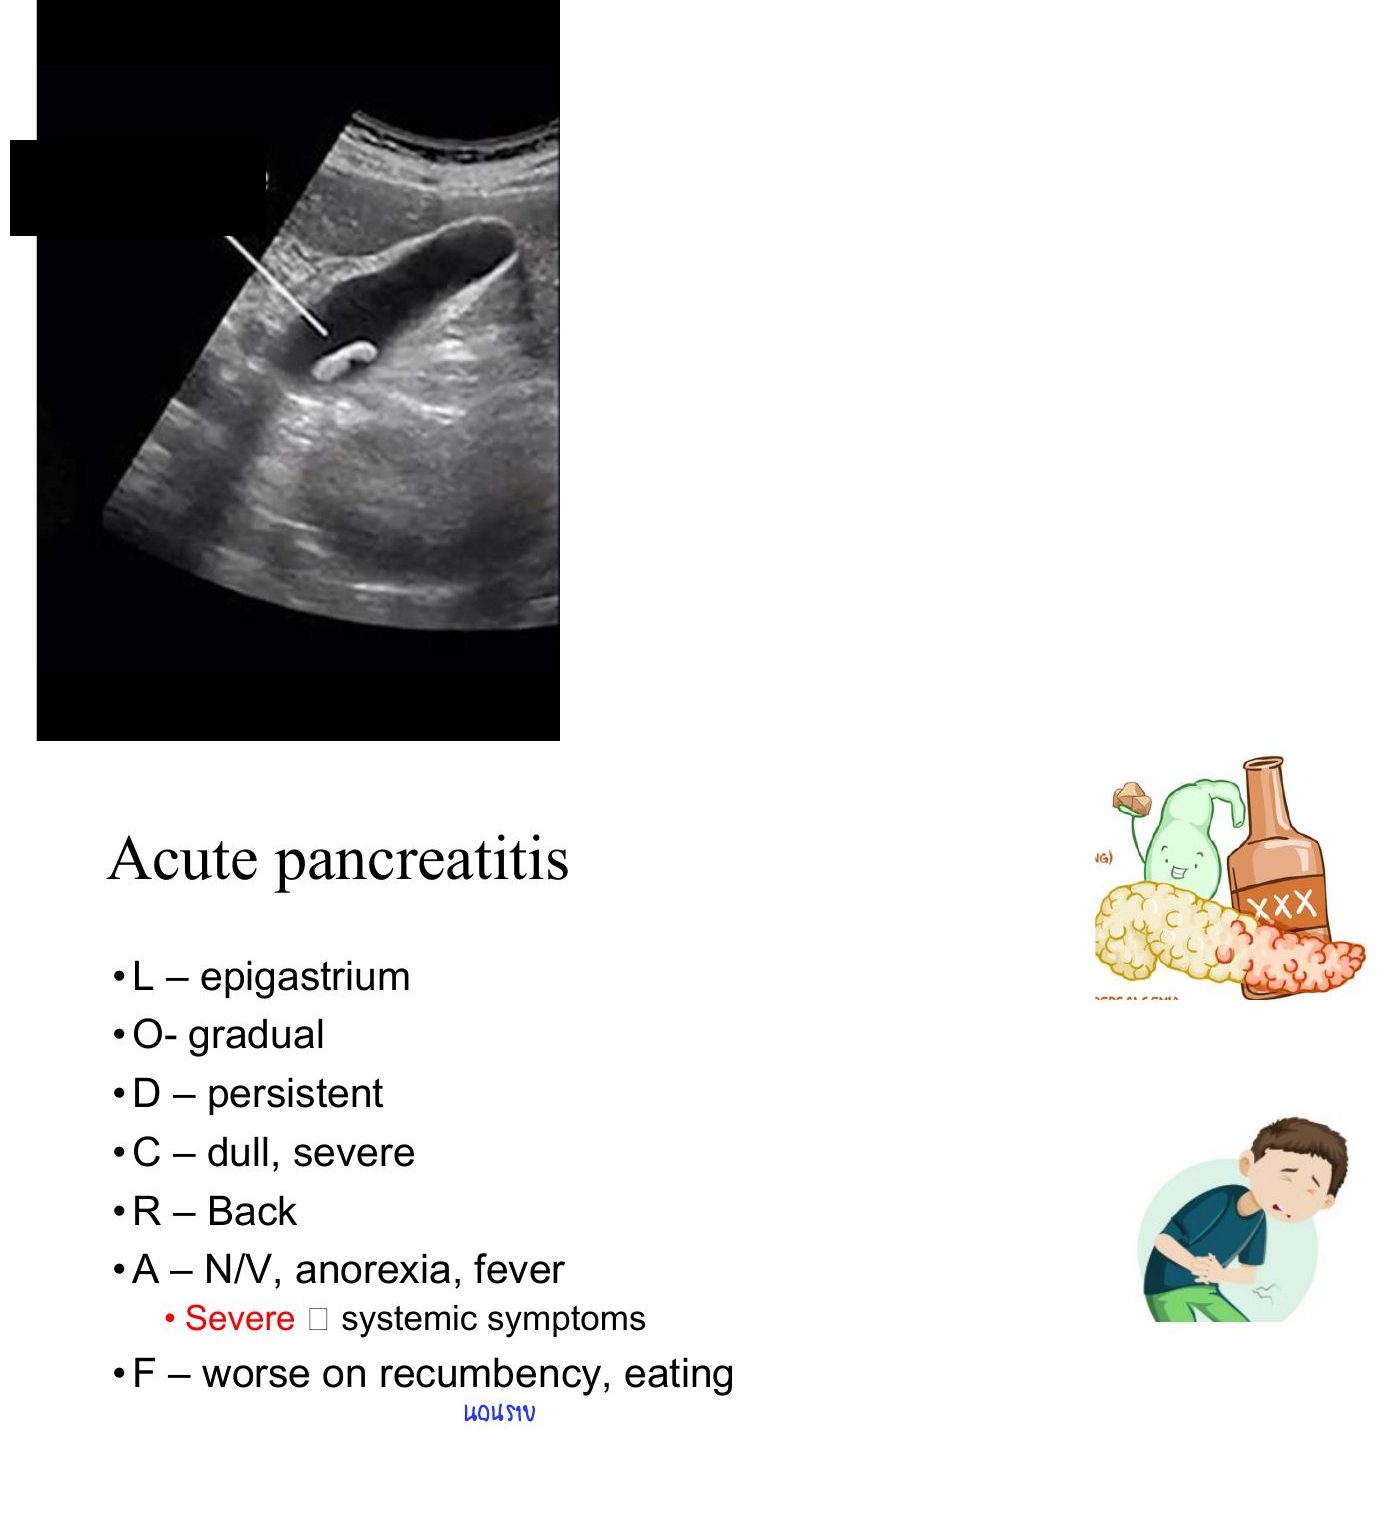 Acute pancreatitis
NG)
XXX
• L – epigastrium
• O- gradual
• D – persistent
• C – dull, severe
• R – Back
• A – N/V, anorexia, fever
• Severe □ systemic symptoms
• F – worse on recumbency, eating
นอนราบ